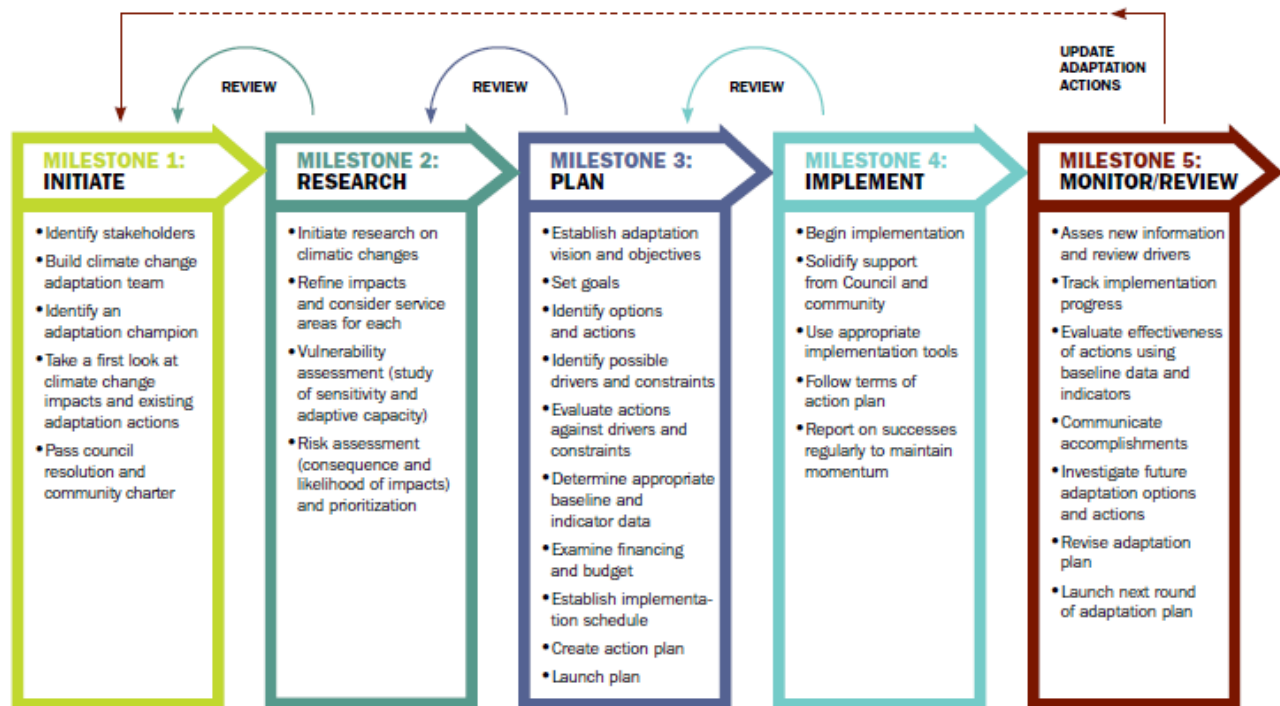 UPDATE
ADAPTATION
ACTIONS
REVIEW
REVIEW
REVIEW
MILESTONE 1:
INITIATE
• Identify stakeholders
• Build climate change
adaptation team
• Identify an
adaptation champion
• Take a first look at
climate change
impacts and existing
adaptation actions
• Pass council
resolution and
community charter
MILESTONE 2:
RESEARCH
• Initiate research on
climatic changes
• Refine impacts
and consider service
areas for each
• Vulnerability
assessment (study
of sensitivity and
adaptive capacity)
• Risk assessment
(consequence and
likelihood of impacts)
and prioritization
MILESTONE 3:
PLAN
• Establish adaptation
vision and objectives
• Set goals
• Identify options
and actions
• Identify possible
drivers and constraints
• Evaluate actions
against drivers and
constraints
• Determine appropriate
baseline and
indicator data
• Examine financing
and budget
• Establish implementa-
tion schedule
• Create action plan
• Launch plan
MILESTONE 4:
IMPLEMENT
• Begin implementation
• Solidify support
from Council and
community
• Use appropriate
implementation tools
• Follow terms of
action plan
• Report on successes
regularly to maintain
momentum
MILESTONE 5:
MONITOR/REVIEW
• Asses new information
and review drivers
• Track implementation
progress
• Evaluate effectiveness
of actions using
baseline data and
indicators
• Communicate
accomplishments
• Investigate future
adaptation options
and actions
• Revise adaptation
plan
• Launch next round
of adaptation plan